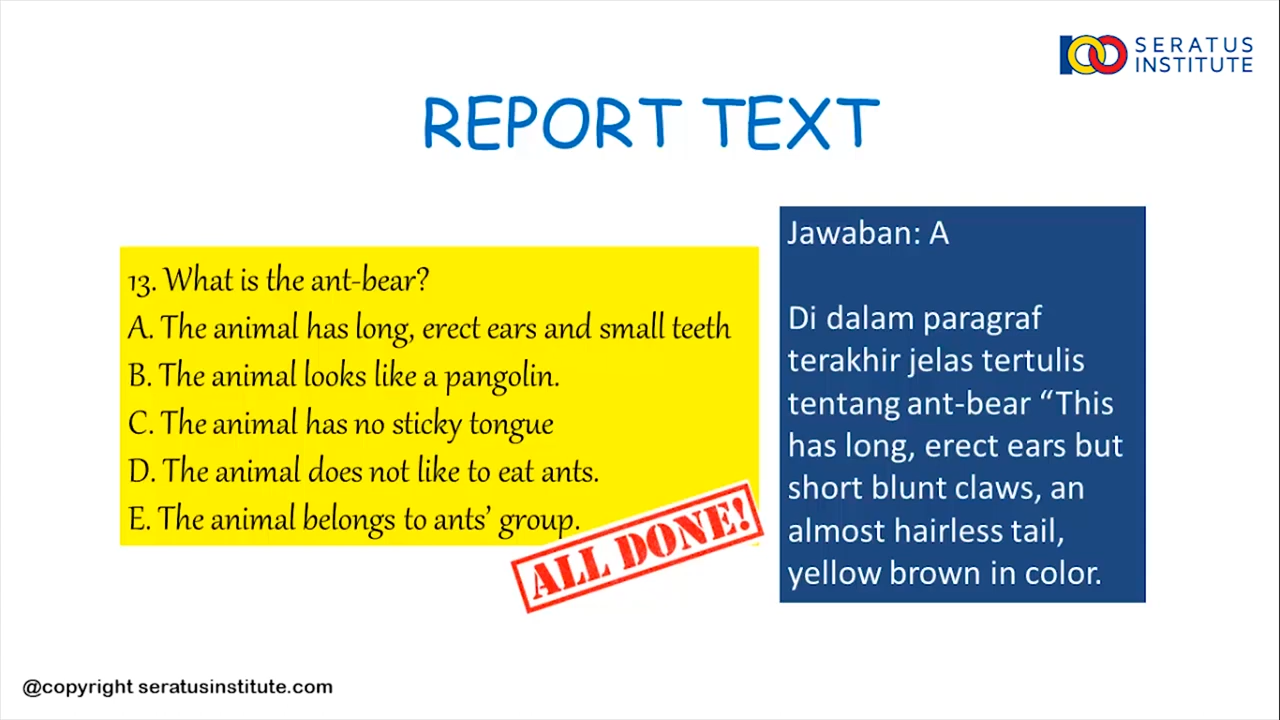 100 SERATUS
INSTITUTE
REPORT TEXT
13. What is the ant-bear?
A. The animal has long, erect ears and small teeth
B. The animal looks like a pangolin.
C. The animal has no sticky tongue
D. The animal does not like to eat ants.
E. The animal belongs to ants’ group.
ALL DONE!
Jawaban: A
Di dalam paragraf
terakhir jelas tertulis
tentang ant-bear “This
has long, erect ears but
short blunt claws, an
almost hairless tail,
yellow brown in color.
@copyright seratusinstitute.com